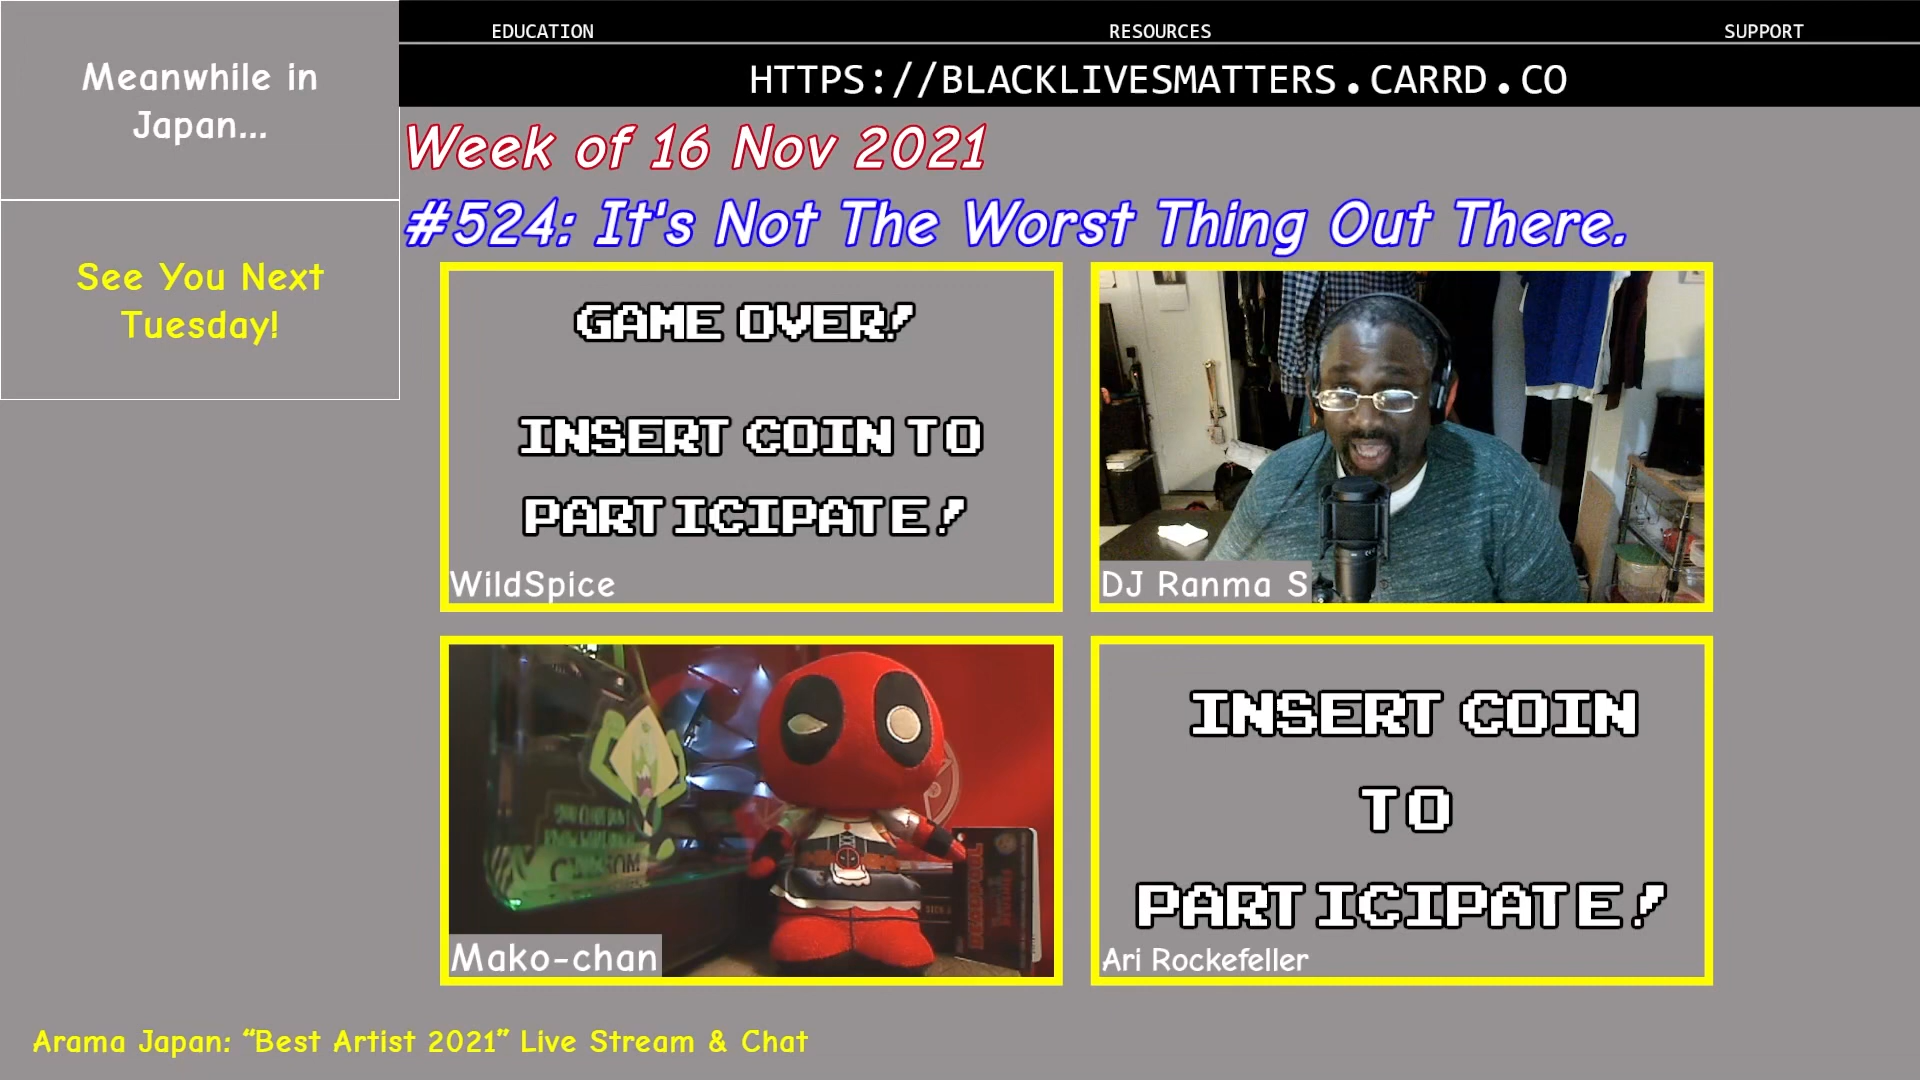 Meanwhile in
Japan...
See You Next
Tuesday!
EDUCATION RESOURCES SUPPORT
HTTPS://BLACKLIVESMATTERS.CARRD.CO
Week of 16 Nov 2021
#524: It's Not The Worst Thing Out There.
GAME OVER!
INSERT COIN TO
PARTICIPATE!
WildSpice
DJ Ranma S
DEADPOOL
Mako-chan
INSERT COIN
TO
PARTICIPATE!
Ari Rockefeller
Arama Japan: “Best Artist 2021” Live Stream & Chat